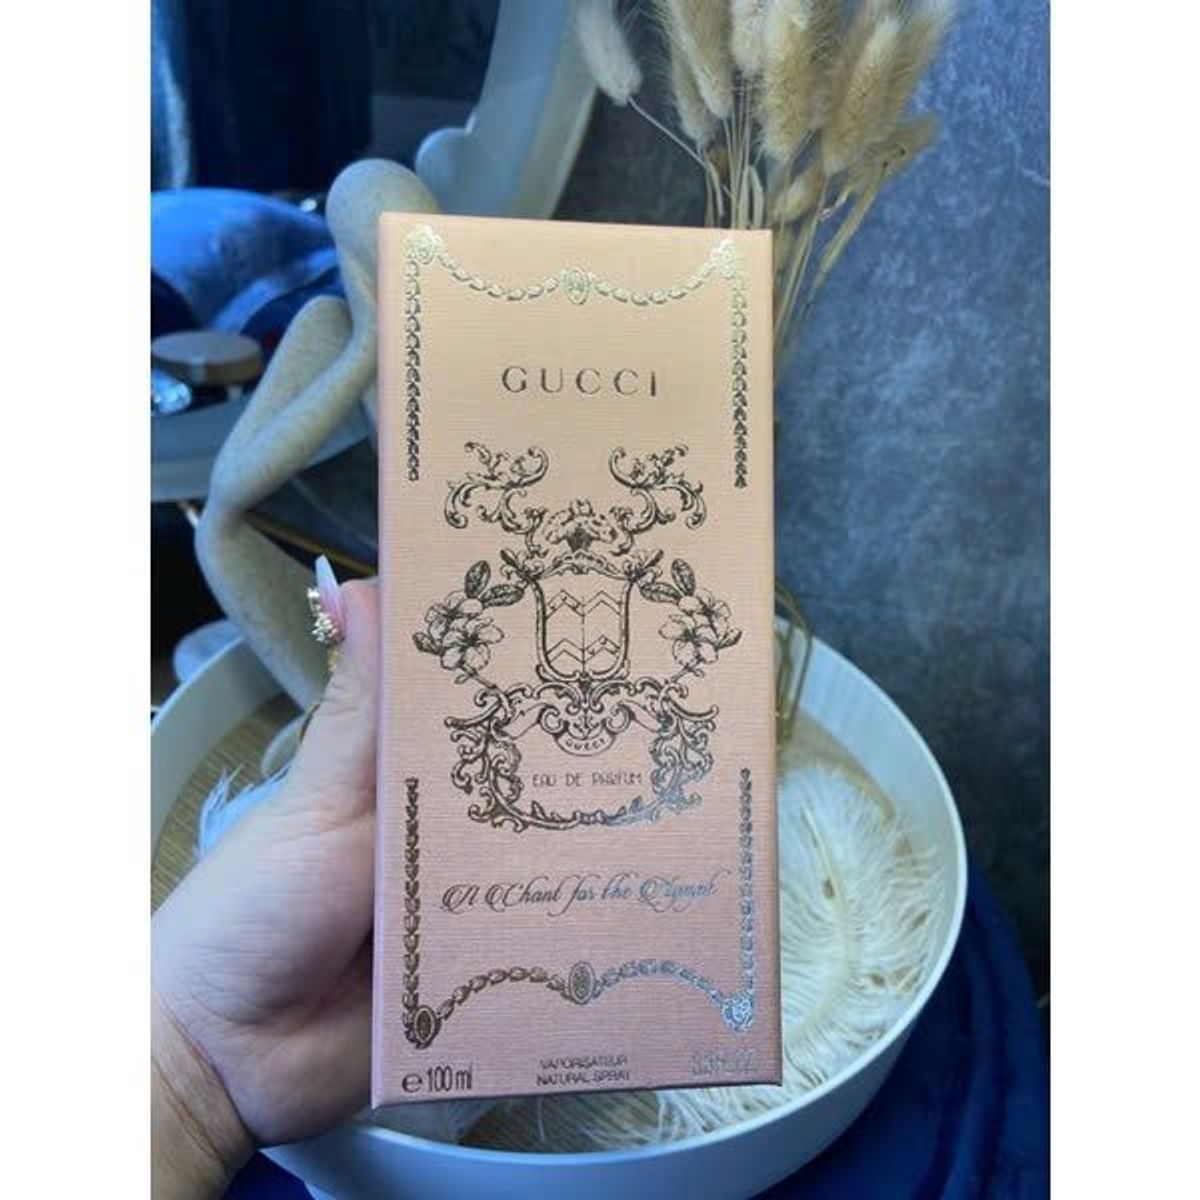 GUCCI
GUCCI
EAU DE PARFUM
A Chant for the Nymph
℮ 100 ml
VAPORISATEUR
NATURAL SPRAY